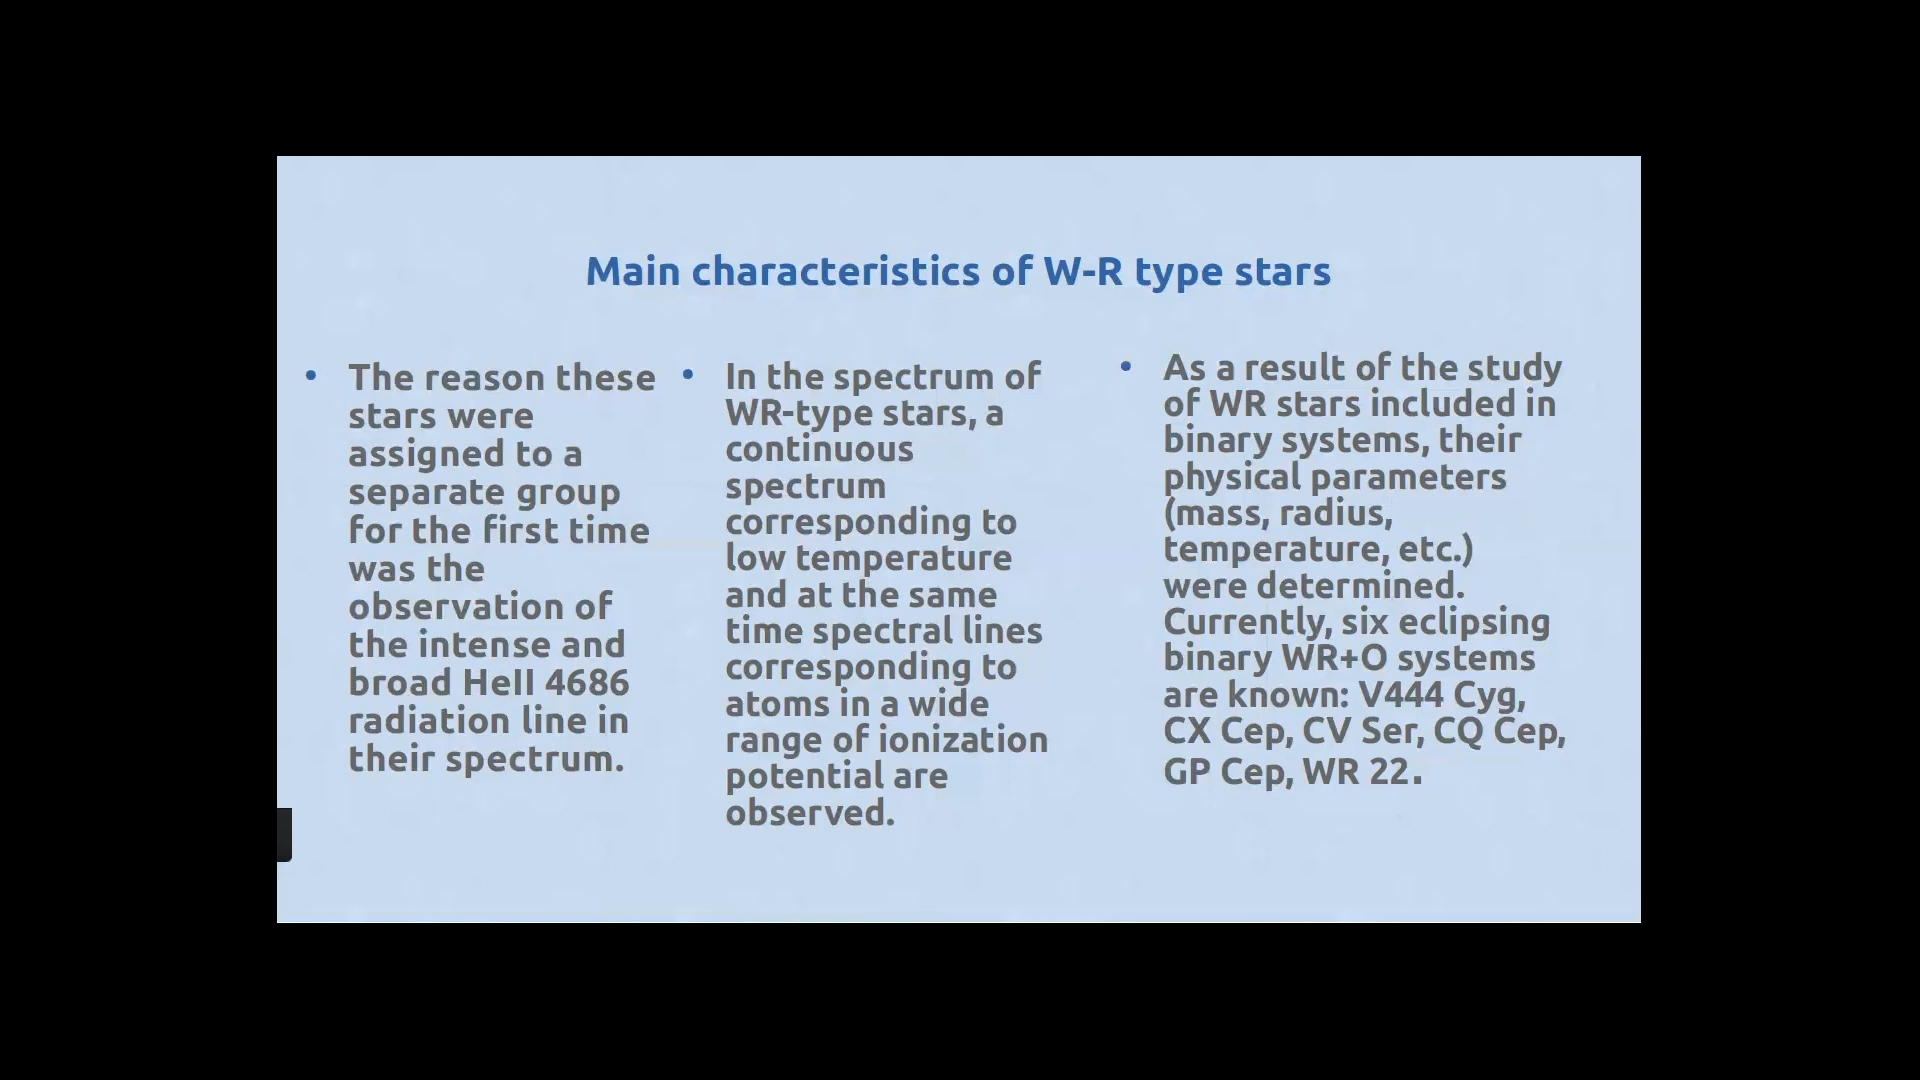 Main characteristics of W-R type stars
• The reason these
stars were
assigned to a
separate group
for the first time
was the
observation of
the intense and
broad HeII 4686
radiation line in
their spectrum.
• In the spectrum of
WR-type stars, a
continuous
spectrum
corresponding to
low temperature
and at the same
time spectral lines
corresponding to
atoms in a wide
range of ionization
potential are
observed.
• As a result of the study
of WR stars included in
binary systems, their
physical parameters
(mass, radius,
temperature, etc.)
were determined.
Currently, six eclipsing
binary WR+O systems
are known: V444 Cyg,
CX Cep, CV Ser, CQ Cep,
GP Cep, WR 22.